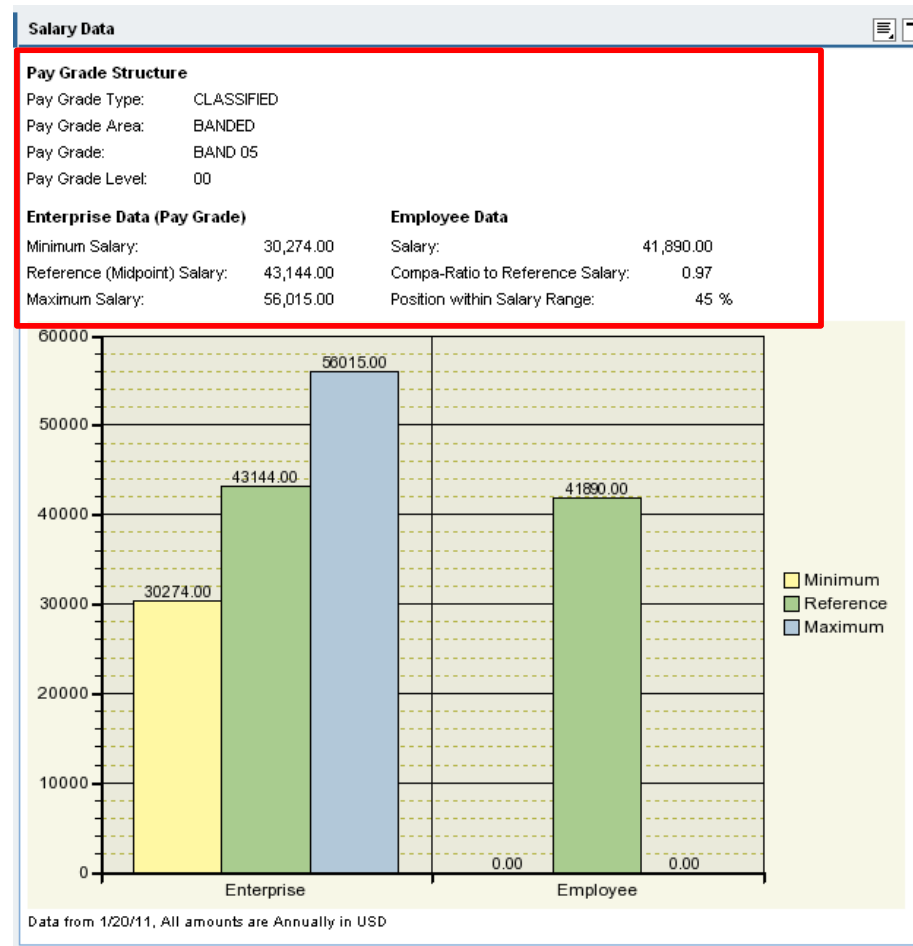 Salary Data
Pay Grade Structure
Pay Grade Type: CLASSIFIED
Pay Grade Area: BANDED
Pay Grade: BAND 05
Pay Grade Level: 00
Enterprise Data (Pay Grade) Employee Data
Minimum Salary: 30,274.00 Salary: 41,890.00
Reference (Midpoint) Salary: 43,144.00 Compa-Ratio to Reference Salary: 0.97
Maximum Salary: 56,015.00 Position within Salary Range: 45 %
60000
56015.00
50000
43144.00
41890.00
40000
30274.00
30000
20000
10000
0.00 0.00
0
Enterprise Employee
Minimum
Reference
Maximum
Data from 1/20/11, All amounts are Annually in USD